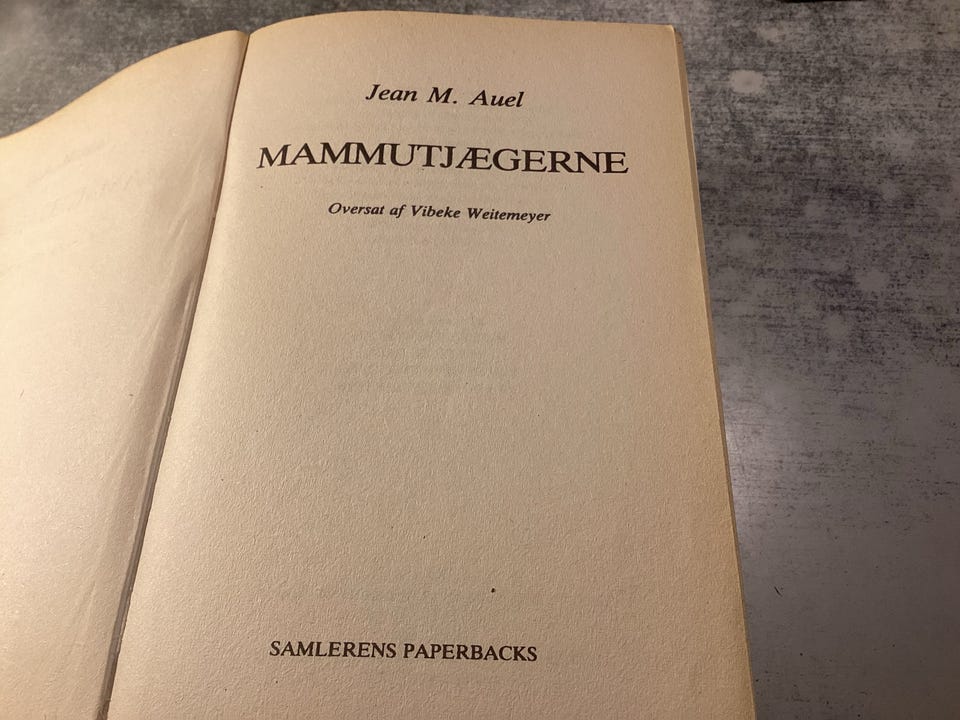 Jean M. Auel
MAMMUTJÆGERNE
Oversat af Vibeke Weitemeyer
SAMLERENS PAPERBACKS